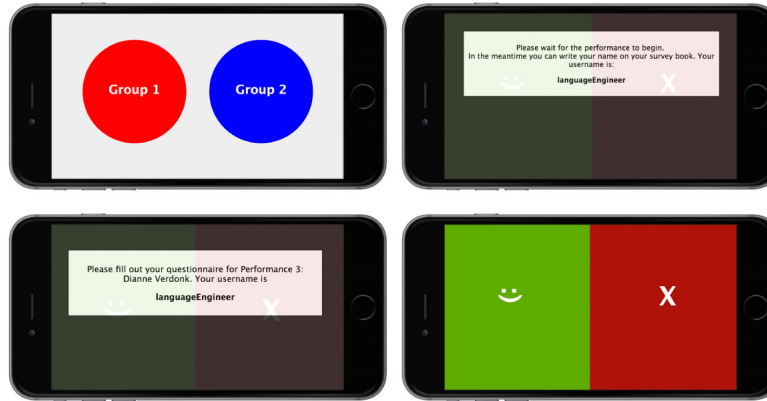 Group 1
Group 2
Please wait for the performance to begin.
In the meantime you can write your name on your survey book. Your
username is:
languageEngineer
X
Please fill out your questionnaire for Performance 3:
Dianne Verdonk. Your username is
languageEngineer
X
X